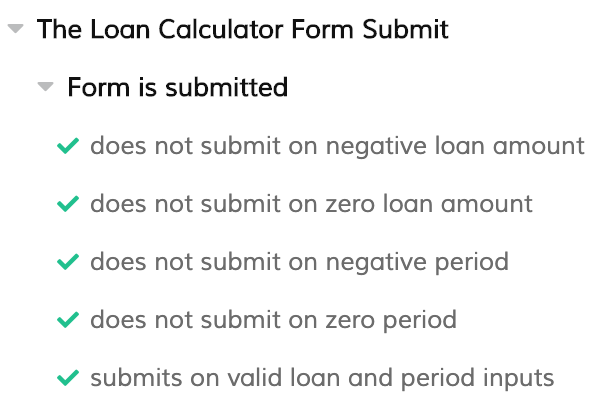 The Loan Calculator Form Submit
Form is submitted
does not submit on negative loan amount
does not submit on zero loan amount
does not submit on negative period
does not submit on zero period
submits on valid loan and period inputs